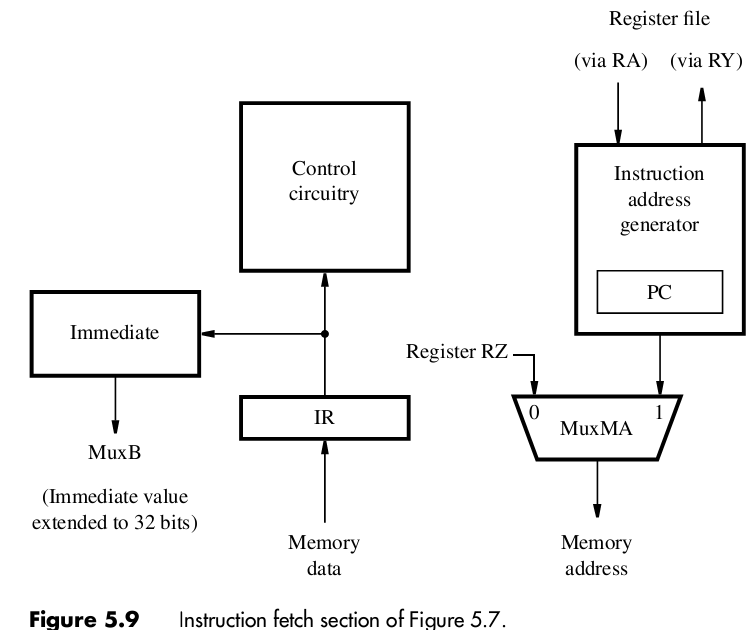 Register file
(via RA) (via RY)
Control
circuitry
Instruction
address
generator
PC
Immediate
Register RZ
0 1
MuxMA
IR
MuxB
(Immediate value
extended to 32 bits)
Memory
data
Memory
address
Figure 5.9 Instruction fetch section of Figure 5.7.